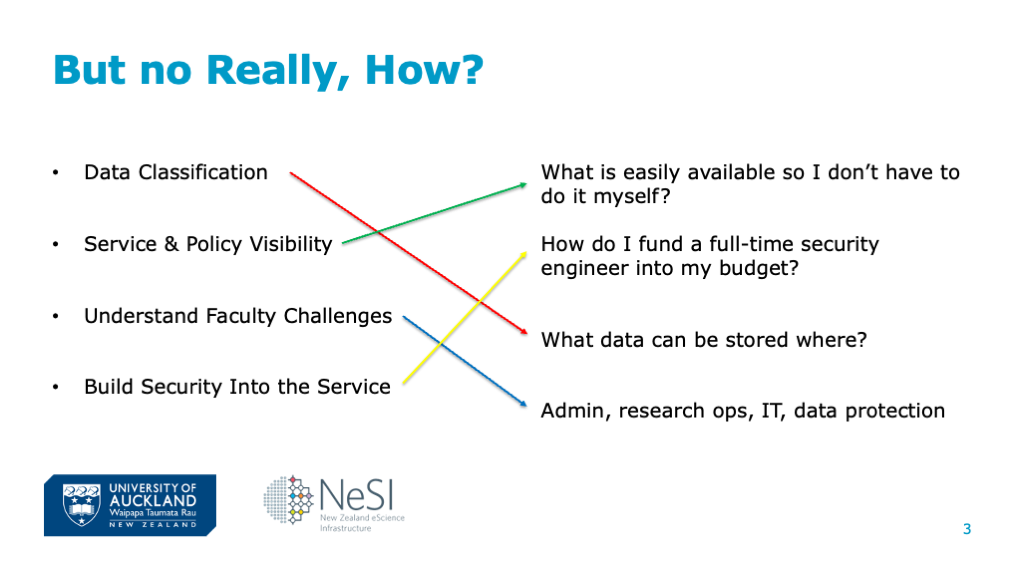 But no Really, How?
• Data Classification
• Service & Policy Visibility
• Understand Faculty Challenges
• Build Security Into the Service
What is easily available so I don’t have to
do it myself?
How do I fund a full-time security
engineer into my budget?
What data can be stored where?
Admin, research ops, IT, data protection
UNIVERSITY OF
AUCKLAND
Waipapa Taumata Rau
NEW ZEALAND
NeSI
New Zealand eScience
Infrastructure
3